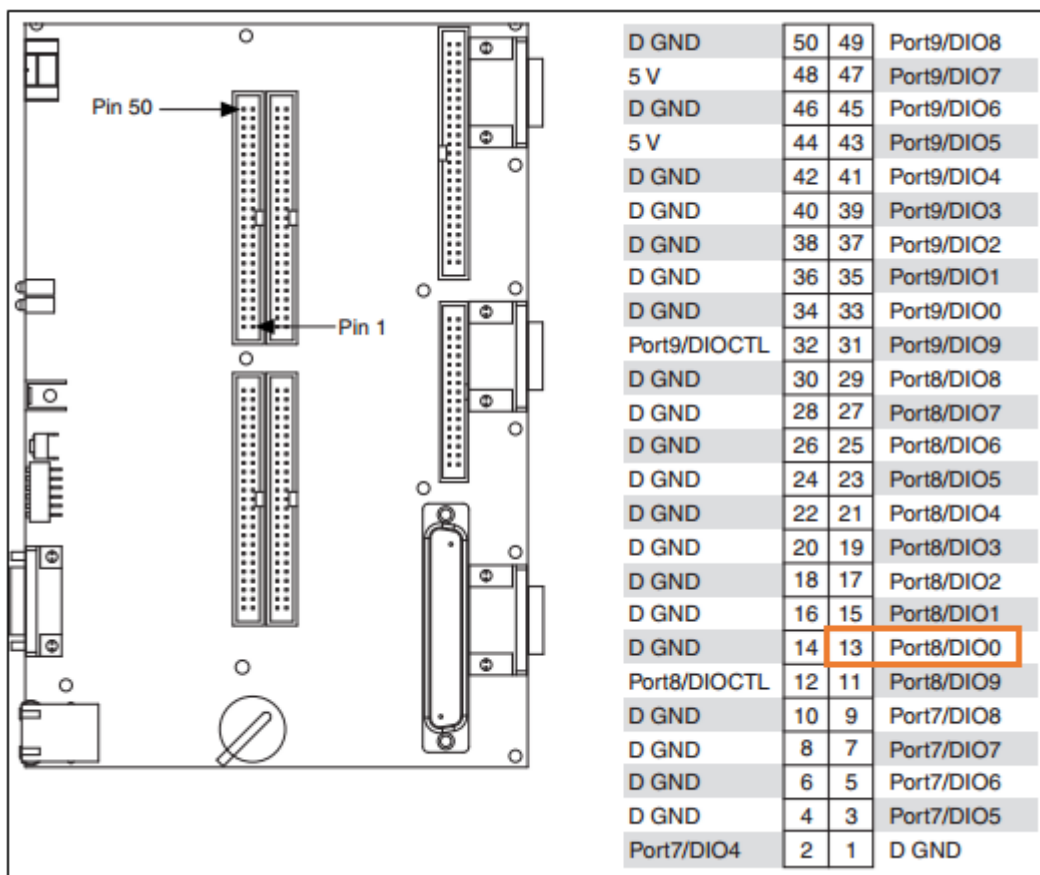 Pin 50
Pin 1
D GND 50 49 Port9/DIO8
5 V 48 47 Port9/DIO7
D GND 46 45 Port9/DIO6
5 V 44 43 Port9/DIO5
D GND 42 41 Port9/DIO4
D GND 40 39 Port9/DIO3
D GND 38 37 Port9/DIO2
D GND 36 35 Port9/DIO1
D GND 34 33 Port9/DIO0
Port9/DIOCTL 32 31 Port9/DIO9
D GND 30 29 Port8/DIO8
D GND 28 27 Port8/DIO7
D GND 26 25 Port8/DIO6
D GND 24 23 Port8/DIO5
D GND 22 21 Port8/DIO4
D GND 20 19 Port8/DIO3
D GND 18 17 Port8/DIO2
D GND 16 15 Port8/DIO1
D GND 14 13 Port8/DIO0
Port8/DIOCTL 12 11 Port8/DIO9
D GND 10 9 Port7/DIO8
D GND 8 7 Port7/DIO7
D GND 6 5 Port7/DIO6
D GND 4 3 Port7/DIO5
Port7/DIO4 2 1 D GND